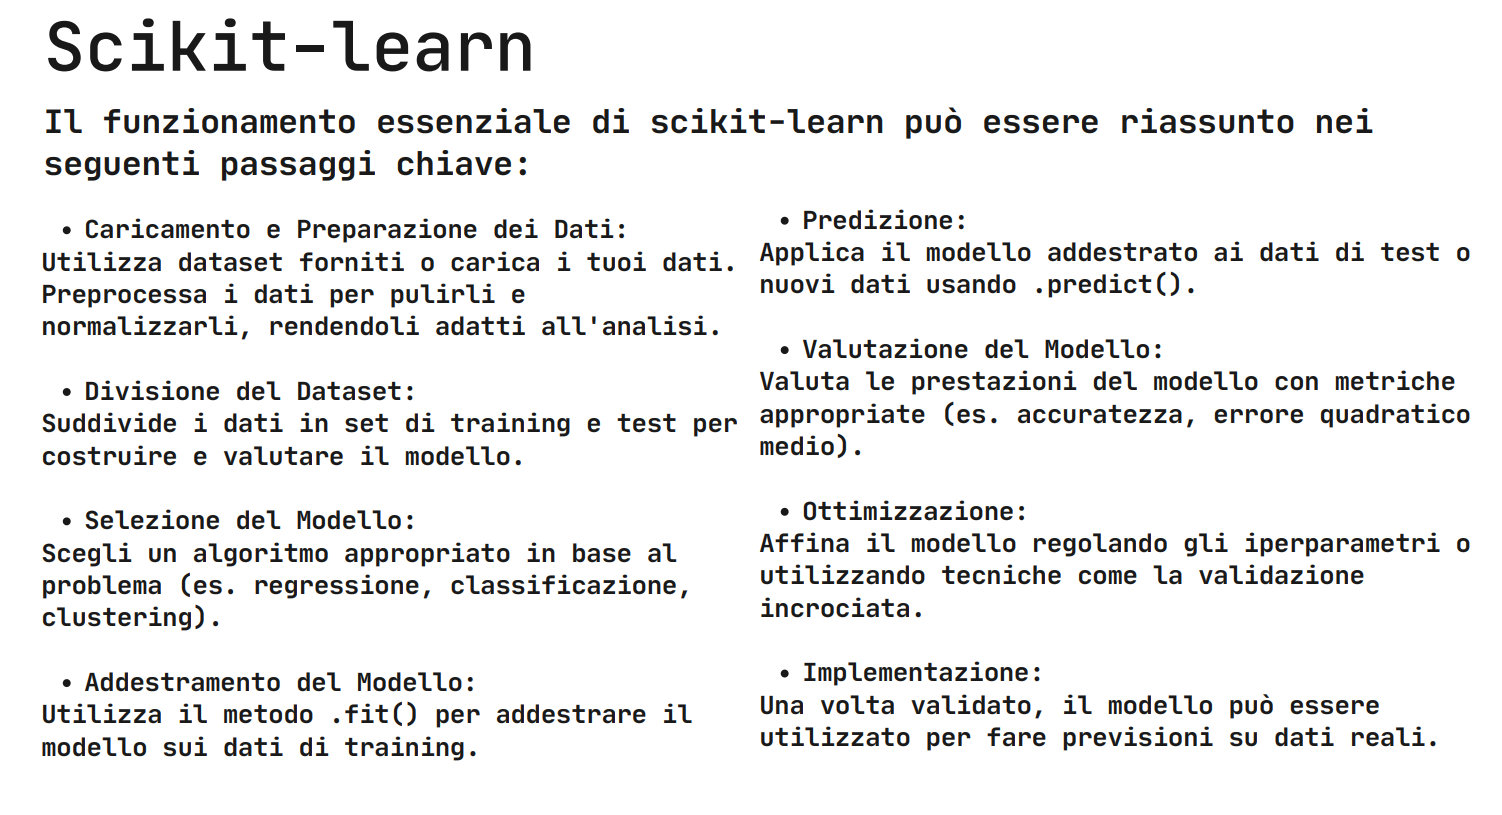 Scikit-learn
Il funzionamento essenziale di scikit-learn può essere riassunto nei
seguenti passaggi chiave:
• Caricamento e Preparazione dei Dati:
Utilizza dataset forniti o carica i tuoi dati.
Preprocessa i dati per pulirli e
normalizzarli, rendendoli adatti all'analisi.
• Divisione del Dataset:
Suddivide i dati in set di training e test per
costruire e valutare il modello.
• Selezione del Modello:
Scegli un algoritmo appropriato in base al
problema (es. regressione, classificazione,
clustering).
• Addestramento del Modello:
Utilizza il metodo .fit() per addestrare il
modello sui dati di training.
• Predizione:
Applica il modello addestrato ai dati di test o
nuovi dati usando .predict().
• Valutazione del Modello:
Valuta le prestazioni del modello con metriche
appropriate (es. accuratezza, errore quadratico
medio).
• Ottimizzazione:
Affina il modello regolando gli iperparametri o
utilizzando tecniche come la validazione
incrociata.
• Implementazione:
Una volta validato, il modello può essere
utilizzato per fare previsioni su dati reali.